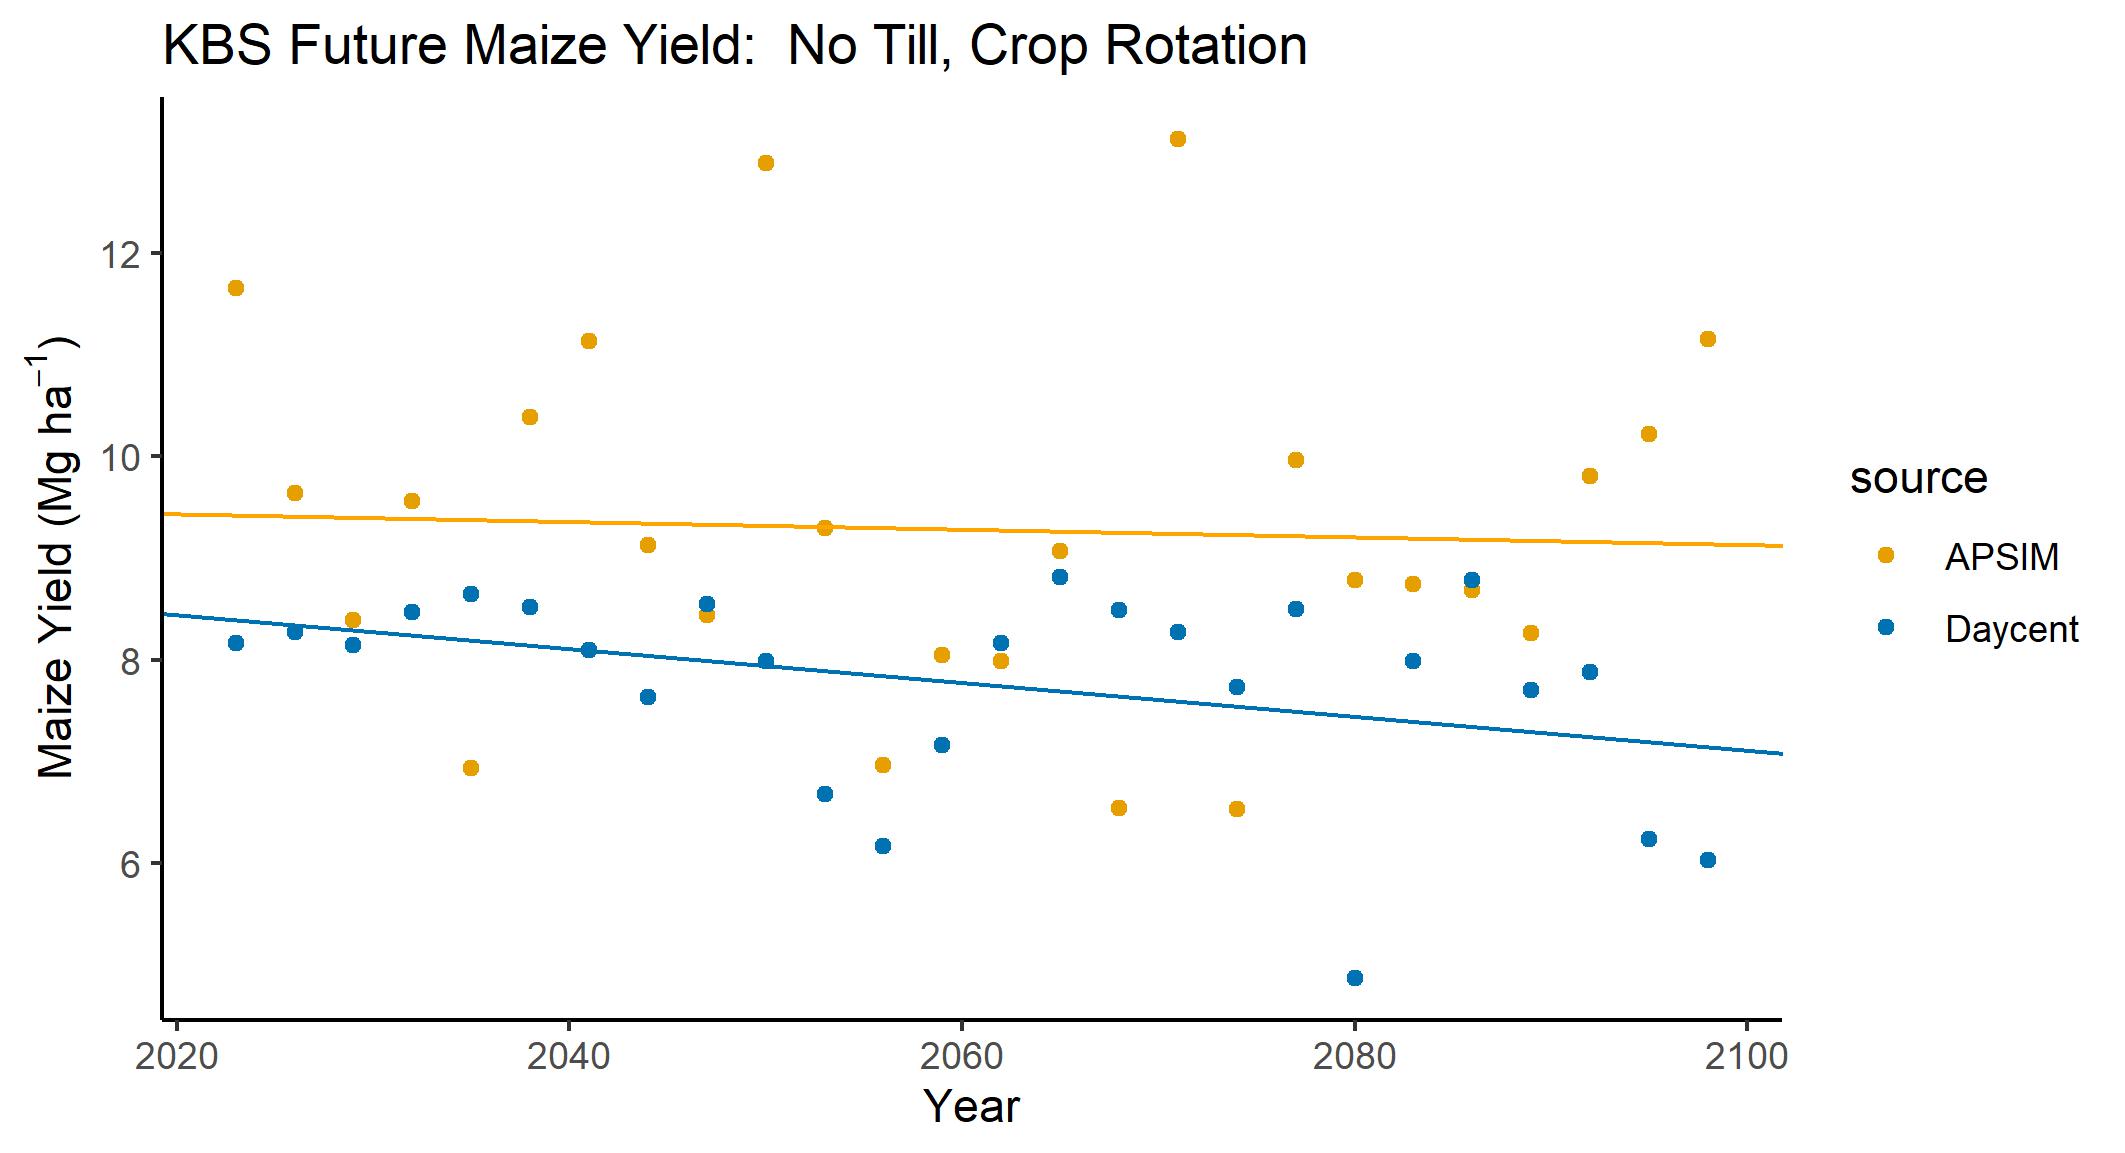 KBS Future Maize Yield:  No Till, Crop Rotation
Maize Yield (Mg ha⁻¹)
12
10
8
6
2020 2040 2060 2080 2100
Year
source
APSIM
Daycent